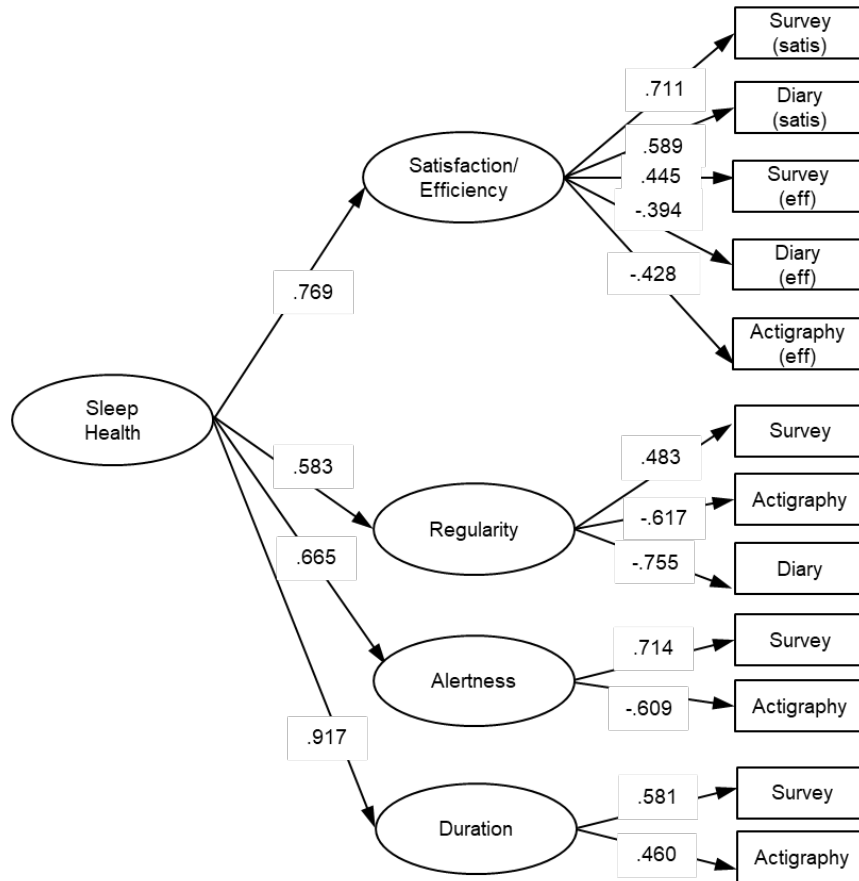 Survey
(satis)
.711
Diary
(satis)
.589
Satisfaction/
Efficiency
.445
Survey
(eff)
-.394
Diary
(eff)
-.428
.769
Actigraphy
(eff)
Sleep
Health
Survey
.483
.583
Actigraphy
-.617
Regularity
.665
-.755
Diary
.714
Survey
Alertness
-.609
Actigraphy
.917
.581
Survey
Duration
.460
Actigraphy